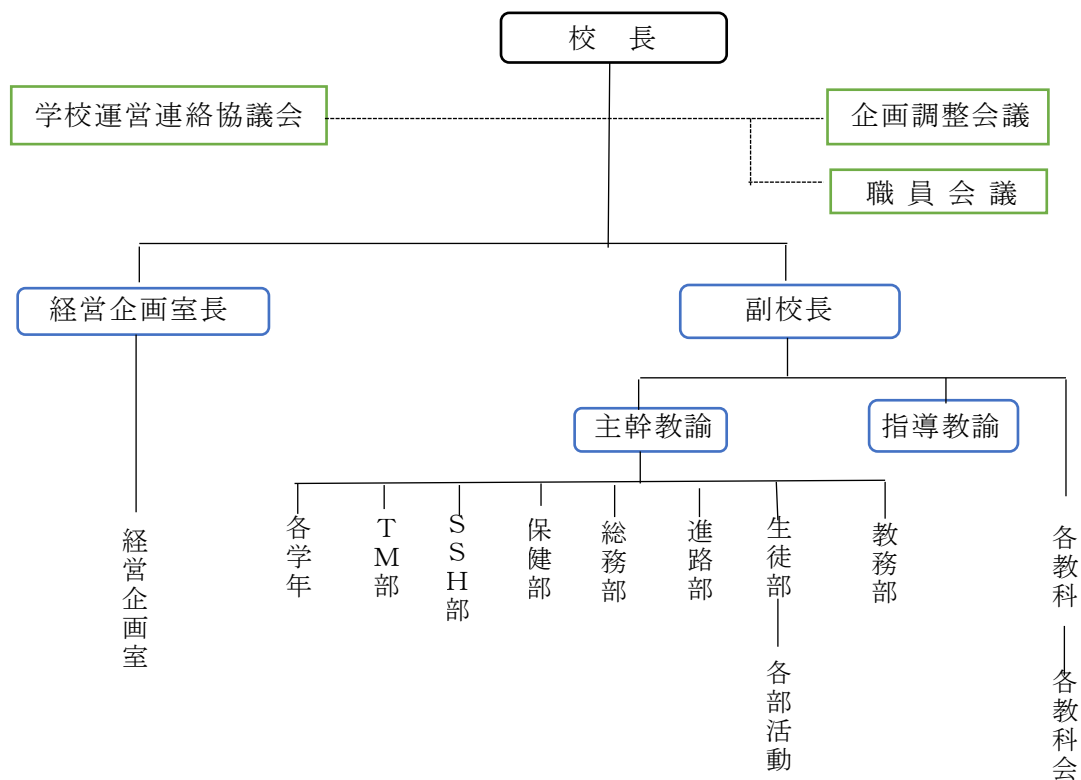 校　長
学校運営連絡協議会
企画調整会議
職 員 会 議
経営企画室長
副校長
主幹教諭
指導教諭
各学年
ＴＭ部
ＳＳＨ部
保健部
総務部
進路部
生徒部
教務部
各教科
経営企画室
各部活動
各教科会